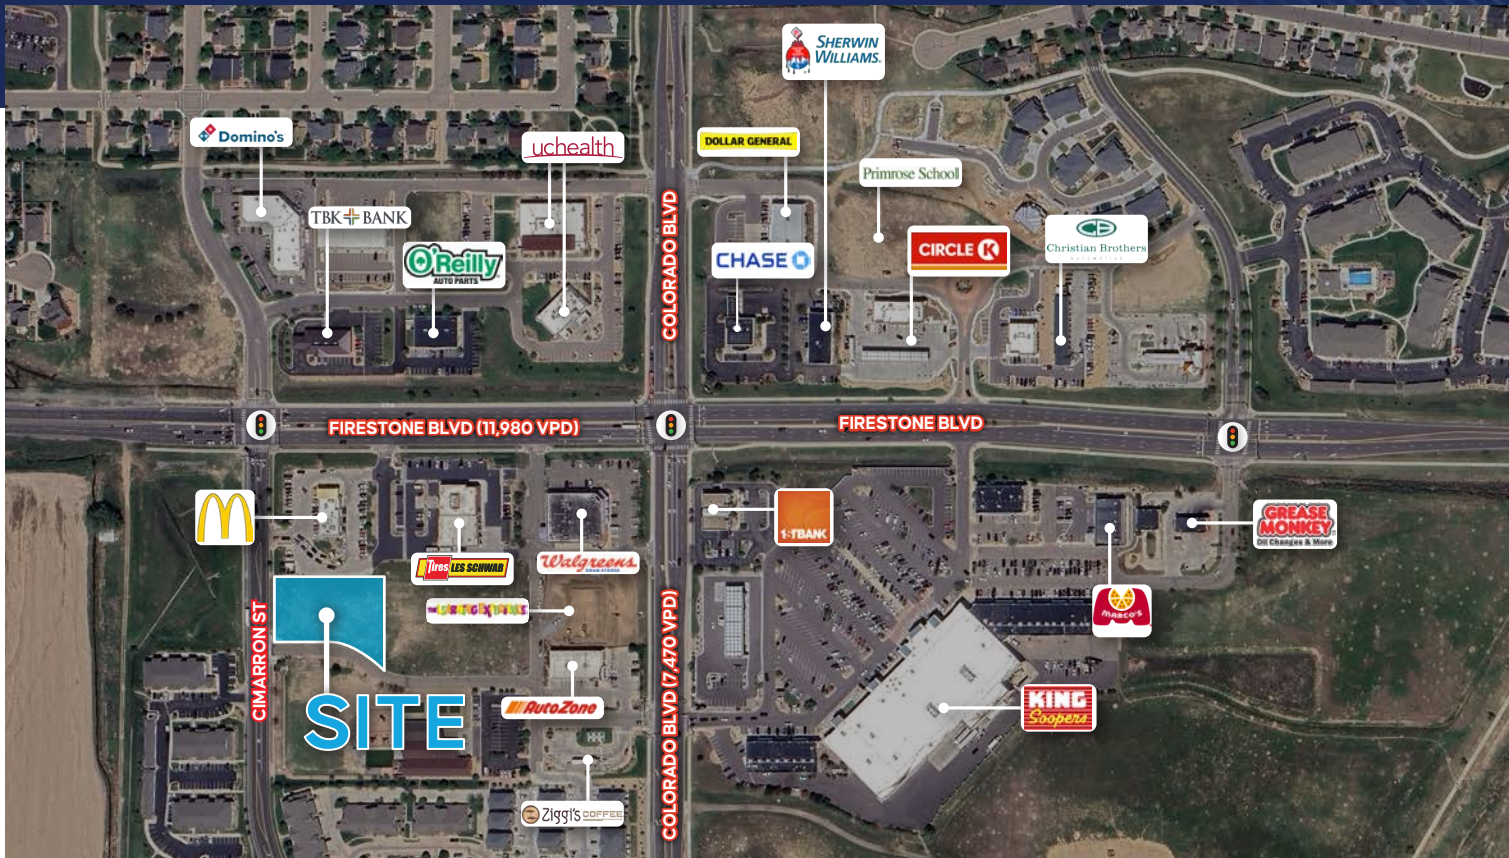 SHERWIN
WILLIAMS.
Domino's
uchealth
DOLLAR GENERAL
Primrose School
TBK BANK
O'Reilly
AUTO PARTS
COLORADO BLVD
CHASE
CIRCLE K
Christian Brothers
AUTOMOTIVE
FIRESTONE BLVD (11,980 VPD)
FIRESTONE BLVD
1STBANK
GREASE
MONKEY
Oil Changes & More
Tires LES SCHWAB
Walgreens
MARCO'S
CIMARRON ST
COLORADO BLVD (7,470 VPD)
SITE
AutoZone
KING
Soopers
Ziggi's COFFEE